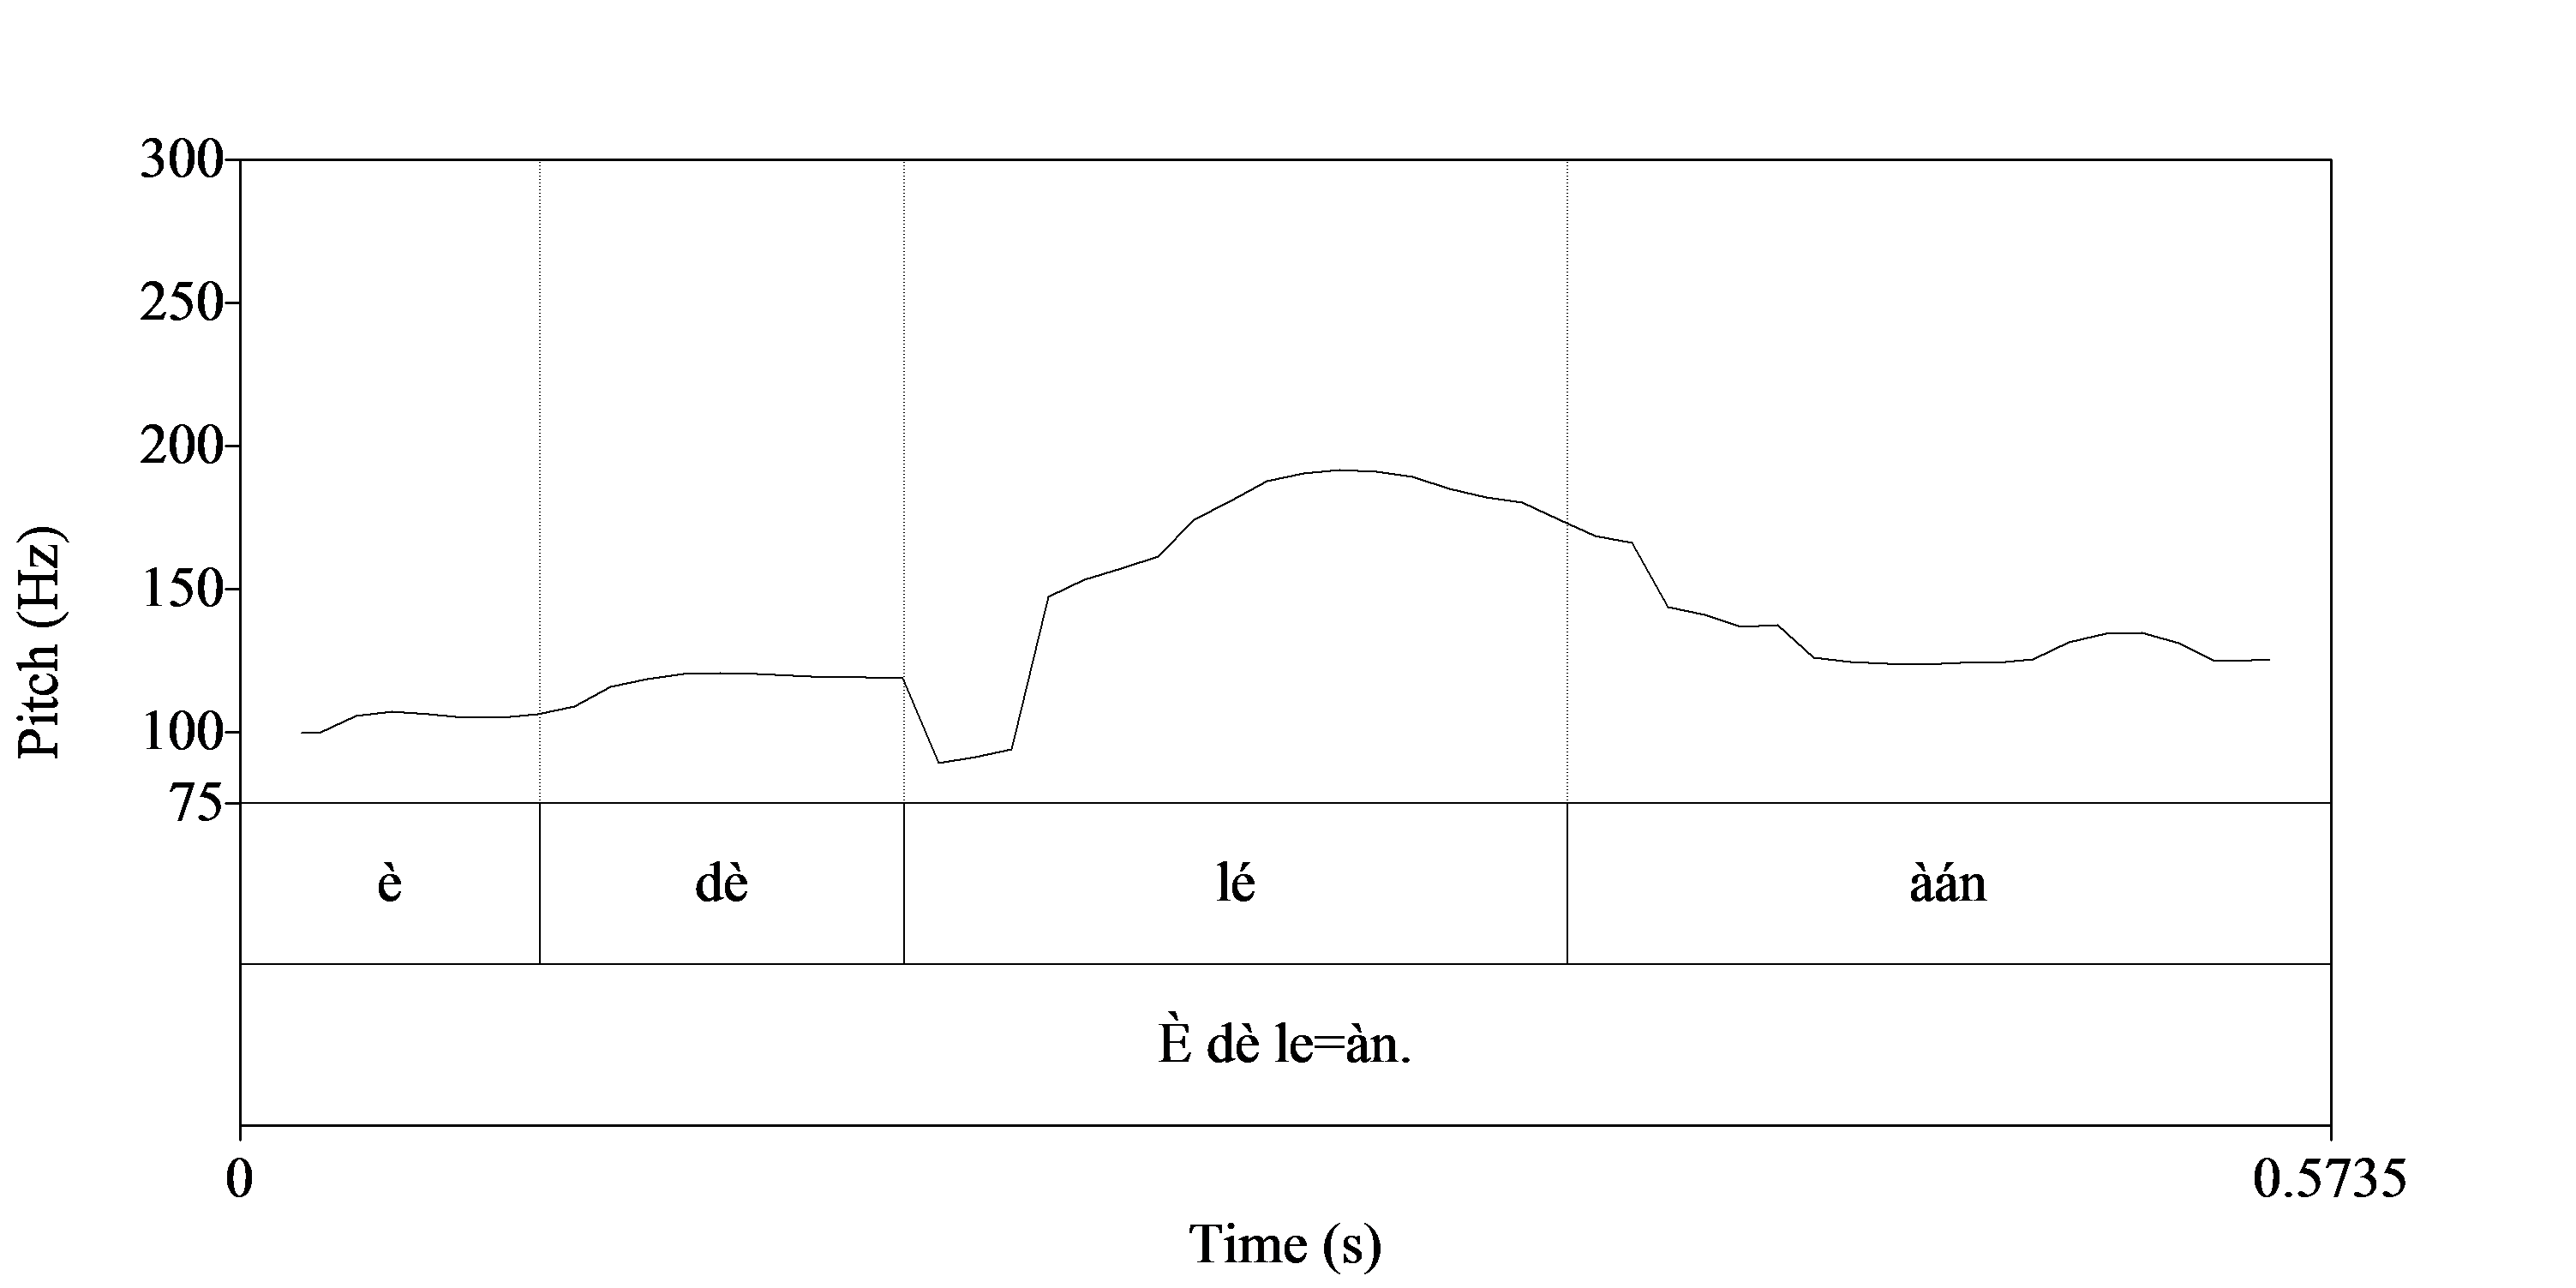 300
250
200
150
100
75
Pitch (Hz)
è dè lé àán
È dè le=àn.
0 0.5735
Time (s)